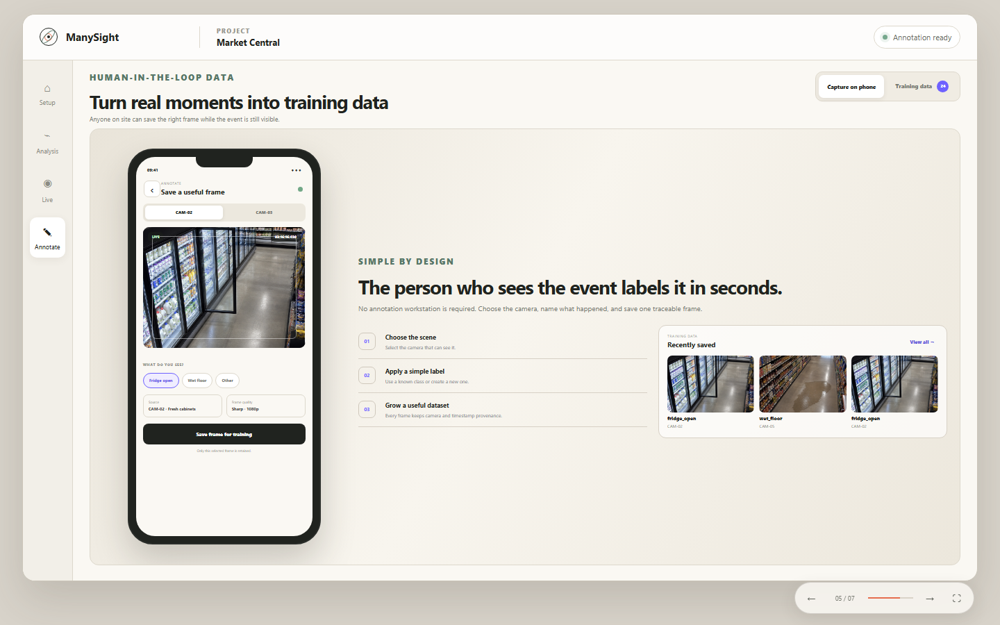 ManySight
PROJECT
Market Central
Annotation ready
Setup
Analysis
Live
Annotate
HUMAN-IN-THE-LOOP DATA
Turn real moments into training data
Anyone on site can save the right frame while the event is still visible.
Capture on phone
Training data 24
09:41
ANNOTATE
Save a useful frame
CAM-02
CAM-05
LIVE
WHAT DO YOU SEE?
Fridge open
Wet floor
Other
Source
CAM-02 · Fresh cabinets
Frame quality
Sharp · 1080p
Save frame for training
Only this selected frame is retained.
SIMPLE BY DESIGN
The person who sees the event labels it in seconds.
No annotation workstation is required. Choose the camera, name what happened, and save one traceable frame.
01
Choose the scene
Select the camera that can see it.
02
Apply a simple label
Use a known class or create a new one.
03
Grow a useful dataset
Every frame keeps camera and timestamp provenance.
TRAINING DATA
Recently saved
View all →
fridge_open
CAM-02
wet_floor
CAM-05
fridge_open
CAM-02
← 05 / 07 →